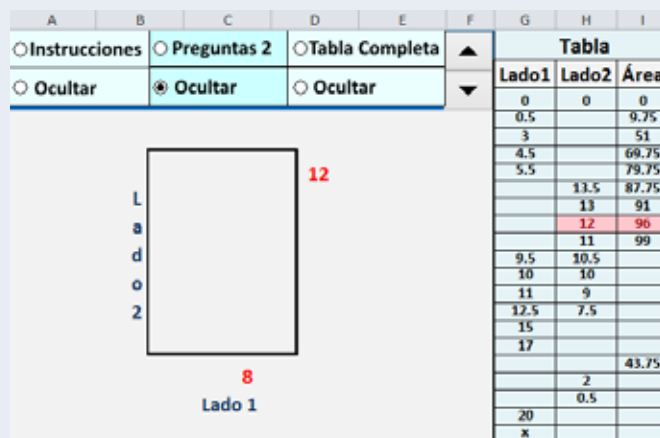 A B C D E F G H I
Instrucciones Preguntas 2 Tabla Completa
Ocultar Ocultar Ocultar
12
Lado2
8
Lado 1
Tabla
Lado1 Lado2 Área
0 0 0
0.5 9.75
3 51
4.5 69.75
5.5 79.75
13.5 87.75
13 91
12 96
11 99
9.5 10.5
10 10
11 9
12.5 7.5
15
17
43.75
2
0.5
20
x